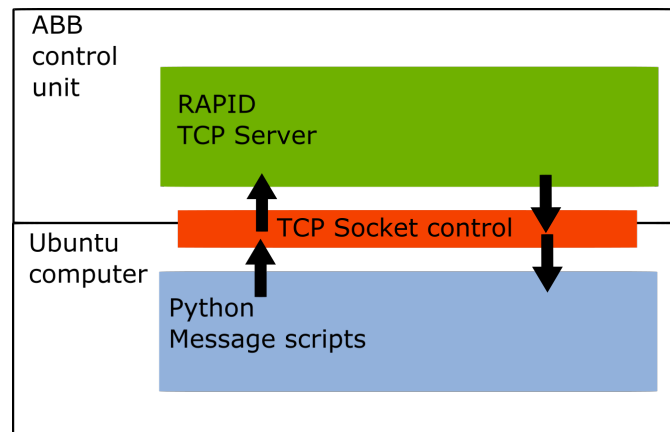 ABB
control
unit
RAPID
TCP Server
TCP Socket control
Ubuntu
computer
Python
Message scripts